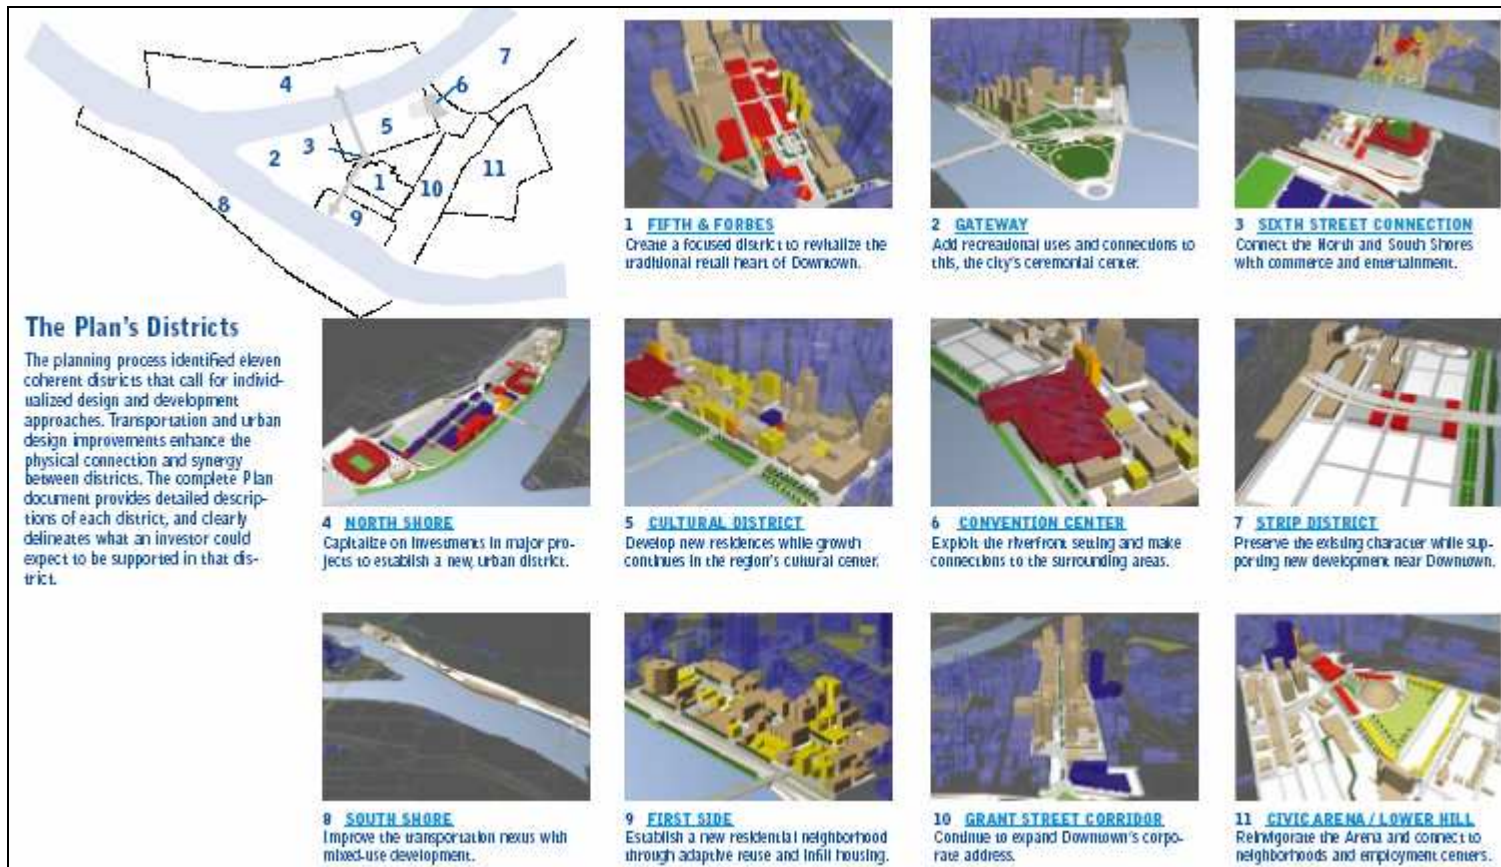 4
7
6
5
3
2
11
1
10
8
9
The Plan's Districts
The planning process identified eleven
coherent districts that call for individ-
ualized design and development
approaches. Transportation and urban
design improvements enhance the
physical connection and synergy
between districts. The complete Plan
document provides detailed descrip-
tions of each district, and clearly
delineates what an investor could
expect to be supported in that dis-
trict.
1 FIFTH & FORBES
Create a focused district to revitalize the
traditional retail heart of Downtown.
2 GATEWAY
Add recreational uses and connections to
this, the city's ceremonial center.
3 SIXTH STREET CONNECTION
Connect the North and South Shores
with commerce and entertainment.
4 NORTH SHORE
Capitalize on investments in major pro-
jects to establish a new, urban district.
5 CULTURAL DISTRICT
Develop new residences while growth
continues in the region's cultural center.
6 CONVENTION CENTER
Exploit the riverfront setting and make
connections to the surrounding areas.
7 STRIP DISTRICT
Preserve the existing character while sup-
porting new development near Downtown.
8 SOUTH SHORE
Improve the transportation nexus with
mixed-use development.
9 FIRST SIDE
Establish a new residential neighborhood
through adaptive reuse and infill housing.
10 GRANT STREET CORRIDOR
Continue to expand Downtown's corpo-
rate address.
11 CIVIC ARENA / LOWER HILL
Reinvigorate the Arena and connect to
neighborhoods and employment centers.